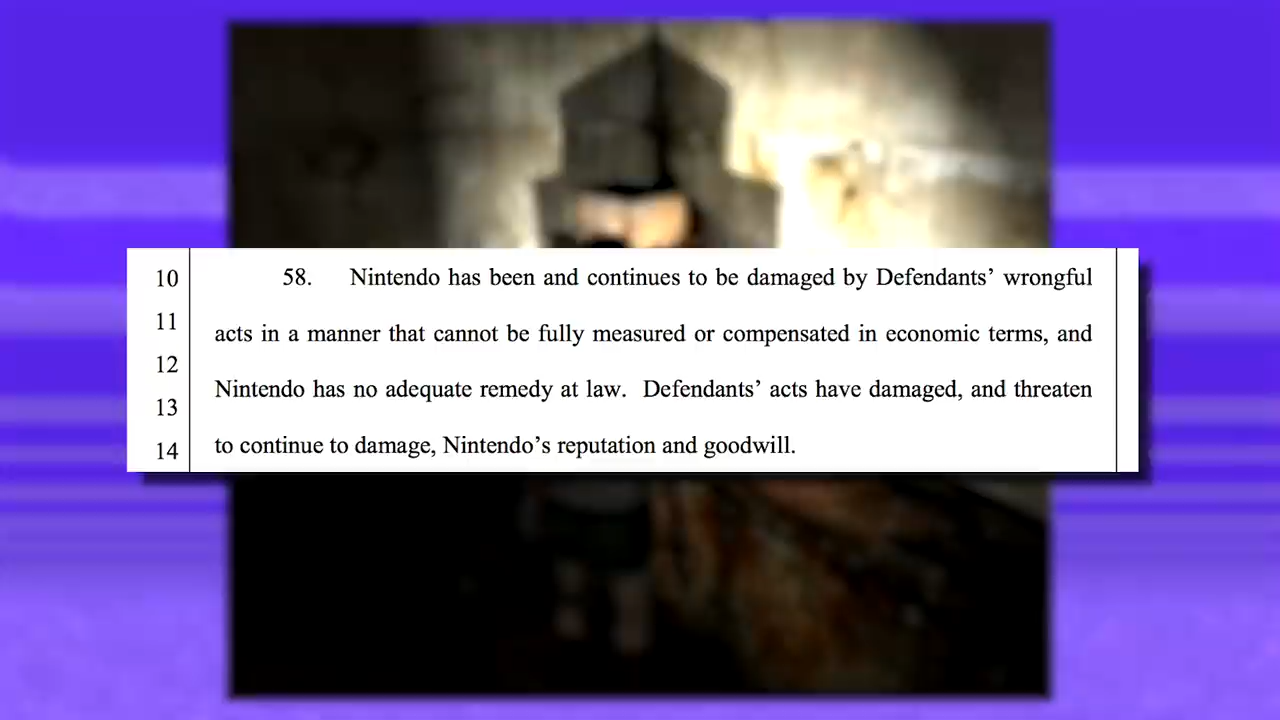 10 58. Nintendo has been and continues to be damaged by Defendants’ wrongful
11 acts in a manner that cannot be fully measured or compensated in economic terms, and
12
Nintendo has no adequate remedy at law. Defendants’ acts have damaged, and threaten
13
14 to continue to damage, Nintendo’s reputation and goodwill.